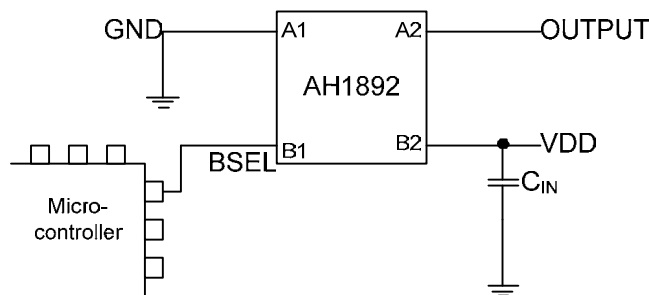 GND
A1
A2
OUTPUT
AH1892
BSEL
B1
B2
VDD
CIN
Micro-
controller